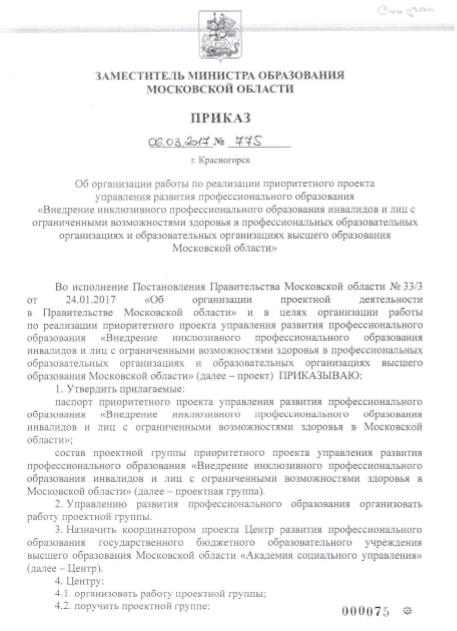 ЗАМЕСТИТЕЛЬ МИНИСТРА ОБРАЗОВАНИЯ
МОСКОВСКОЙ ОБЛАСТИ
ПРИКАЗ
06.03.2017 № 775
г. Красногорск
Об организации работы по реализации приоритетного проекта
управления развития профессионального образования
«Внедрение инклюзивного профессионального образования инвалидов и лиц с
ограниченными возможностями здоровья в профессиональных образовательных
организациях и образовательных организациях высшего образования
Московской области»
Во исполнение Постановления Правительства Московской области № 33/3
от 24.01.2017 «Об организации проектной деятельности
в Правительстве Московской области» и в целях организации работы
по реализации приоритетного проекта управления развития профессионального
образования «Внедрение инклюзивного профессионального образования
инвалидов и лиц с ограниченными возможностями здоровья в профессиональных
образовательных организациях и образовательных организациях высшего
образования Московской области» (далее – проект) ПРИКАЗЫВАЮ:
1. Утвердить прилагаемые:
паспорт приоритетного проекта управления развития профессионального
образования «Внедрение инклюзивного профессионального образования
инвалидов и лиц с ограниченными возможностями здоровья в Московской
области»;
состав проектной группы приоритетного проекта управления развития
профессионального образования «Внедрение инклюзивного профессионального
образования инвалидов и лиц с ограниченными возможностями здоровья в
Московской области» (далее – проектная группа).
2. Управлению развития профессионального образования организовать
работу проектной группы.
3. Назначить координатором проекта Центр развития профессионального
образования государственного бюджетного образовательного учреждения
высшего образования Московской области «Академия социального управления»
(далее – Центр).
4. Центру:
4.1. организовать работу проектной группы;
4.2. поручить проектной группе:
000075